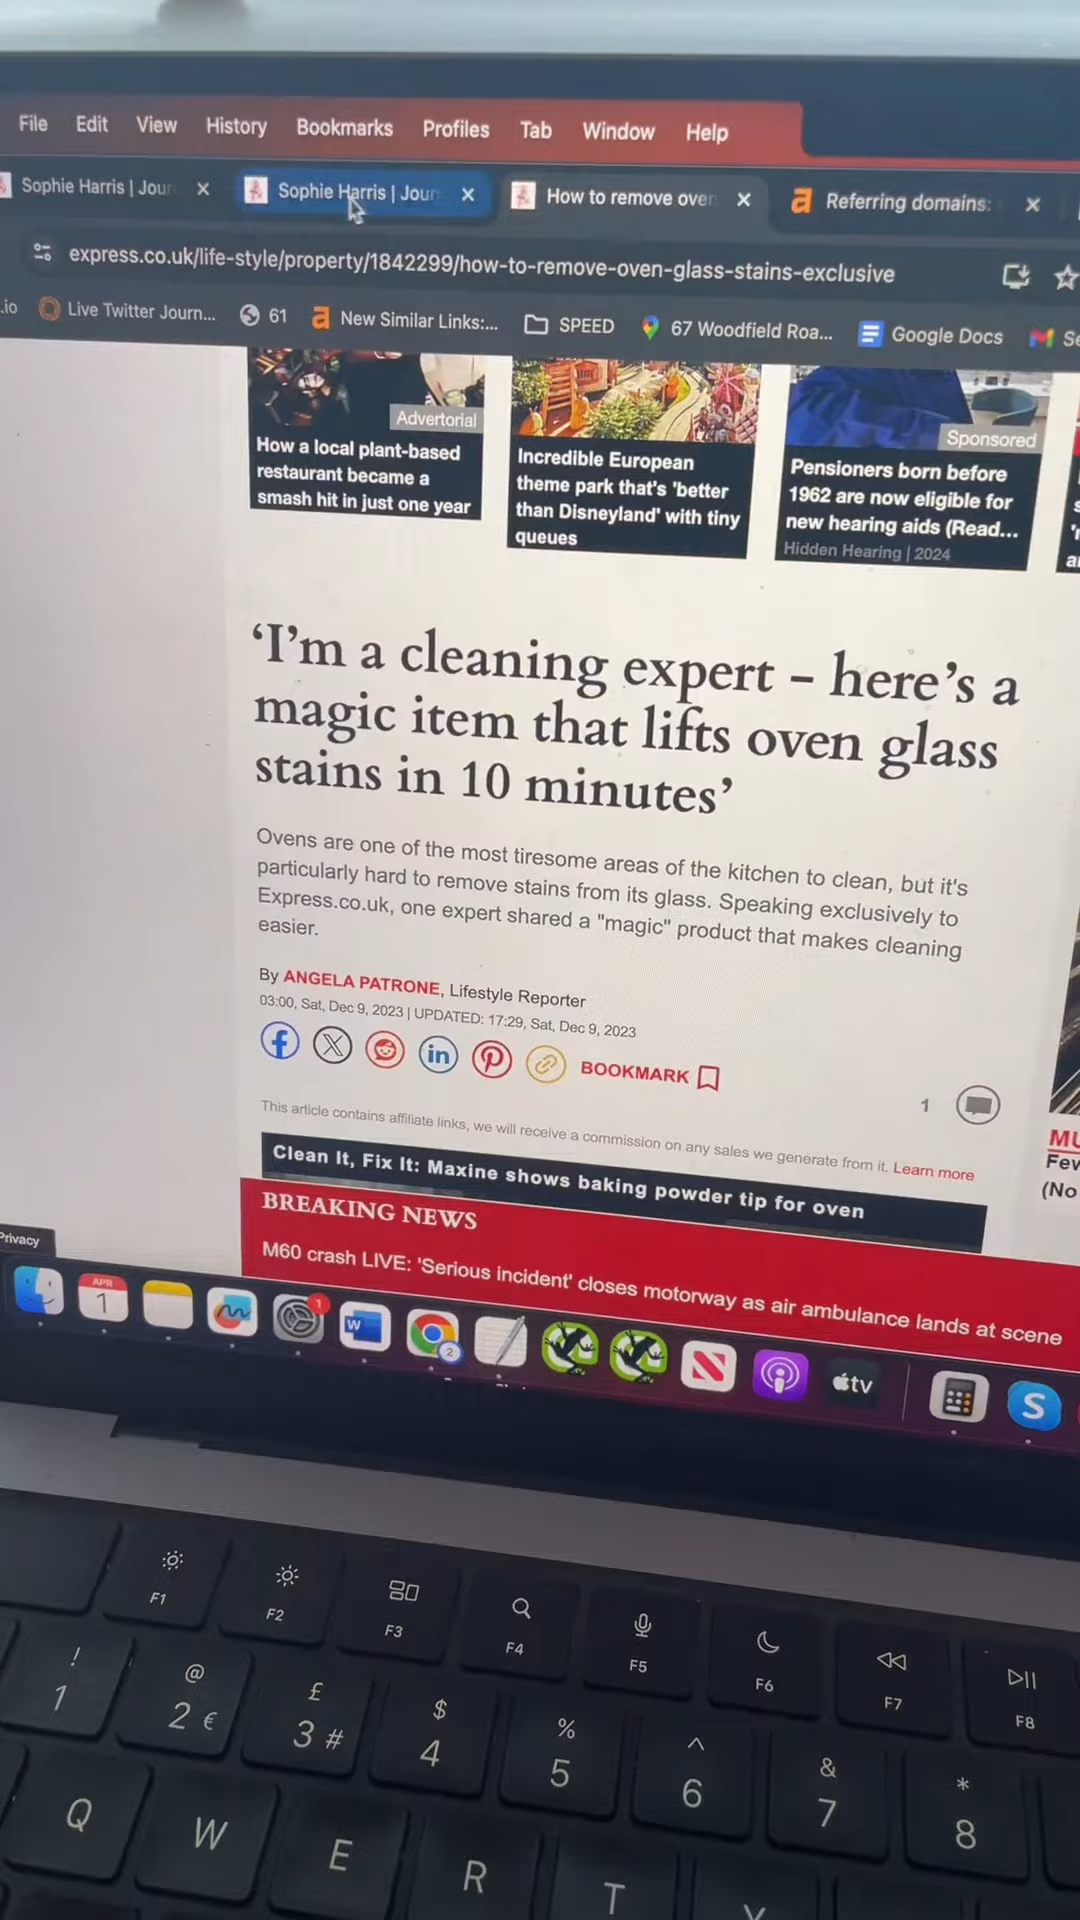 File Edit View History Bookmarks Profiles Tab Window Help
Sophie Harris | Jour Sophie Harris | Jour How to remove over Referring domains:
express.co.uk/life-style/property/1842299/how-to-remove-oven-glass-stains-exclusive
.io Live Twitter Journ... 61 New Similar Links:... SPEED 67 Woodfield Roa... Google Docs
Advertorial
How a local plant-based
restaurant became a
smash hit in just one year
Incredible European
theme park that's 'better
than Disneyland' with tiny
queues
Sponsored
Pensioners born before
1962 are now eligible for
new hearing aids (Read...
Hidden Hearing | 2024
‘I’m a cleaning expert – here’s a
magic item that lifts oven glass
stains in 10 minutes’
Ovens are one of the most tiresome areas of the kitchen to clean, but it's
particularly hard to remove stains from its glass. Speaking exclusively to
Express.co.uk, one expert shared a "magic" product that makes cleaning
easier.
By ANGELA PATRONE, Lifestyle Reporter
03:00, Sat, Dec 9, 2023 | UPDATED: 17:29, Sat, Dec 9, 2023
BOOKMARK
1
This article contains affiliate links, we will receive a commission on any sales we generate from it. Learn more
Clean It, Fix It: Maxine shows baking powder tip for oven
(No
BREAKING NEWS
M60 crash LIVE: 'Serious incident' closes motorway as air ambulance lands at scene
Privacy
APR
1
1
W
2
tv
S
F1 F2 F3 F4 F5 F6 F7 F8
! @ £ $ % ^ & *
1 2 € 3 # 4 5 6 7 8
Q W E R T Y